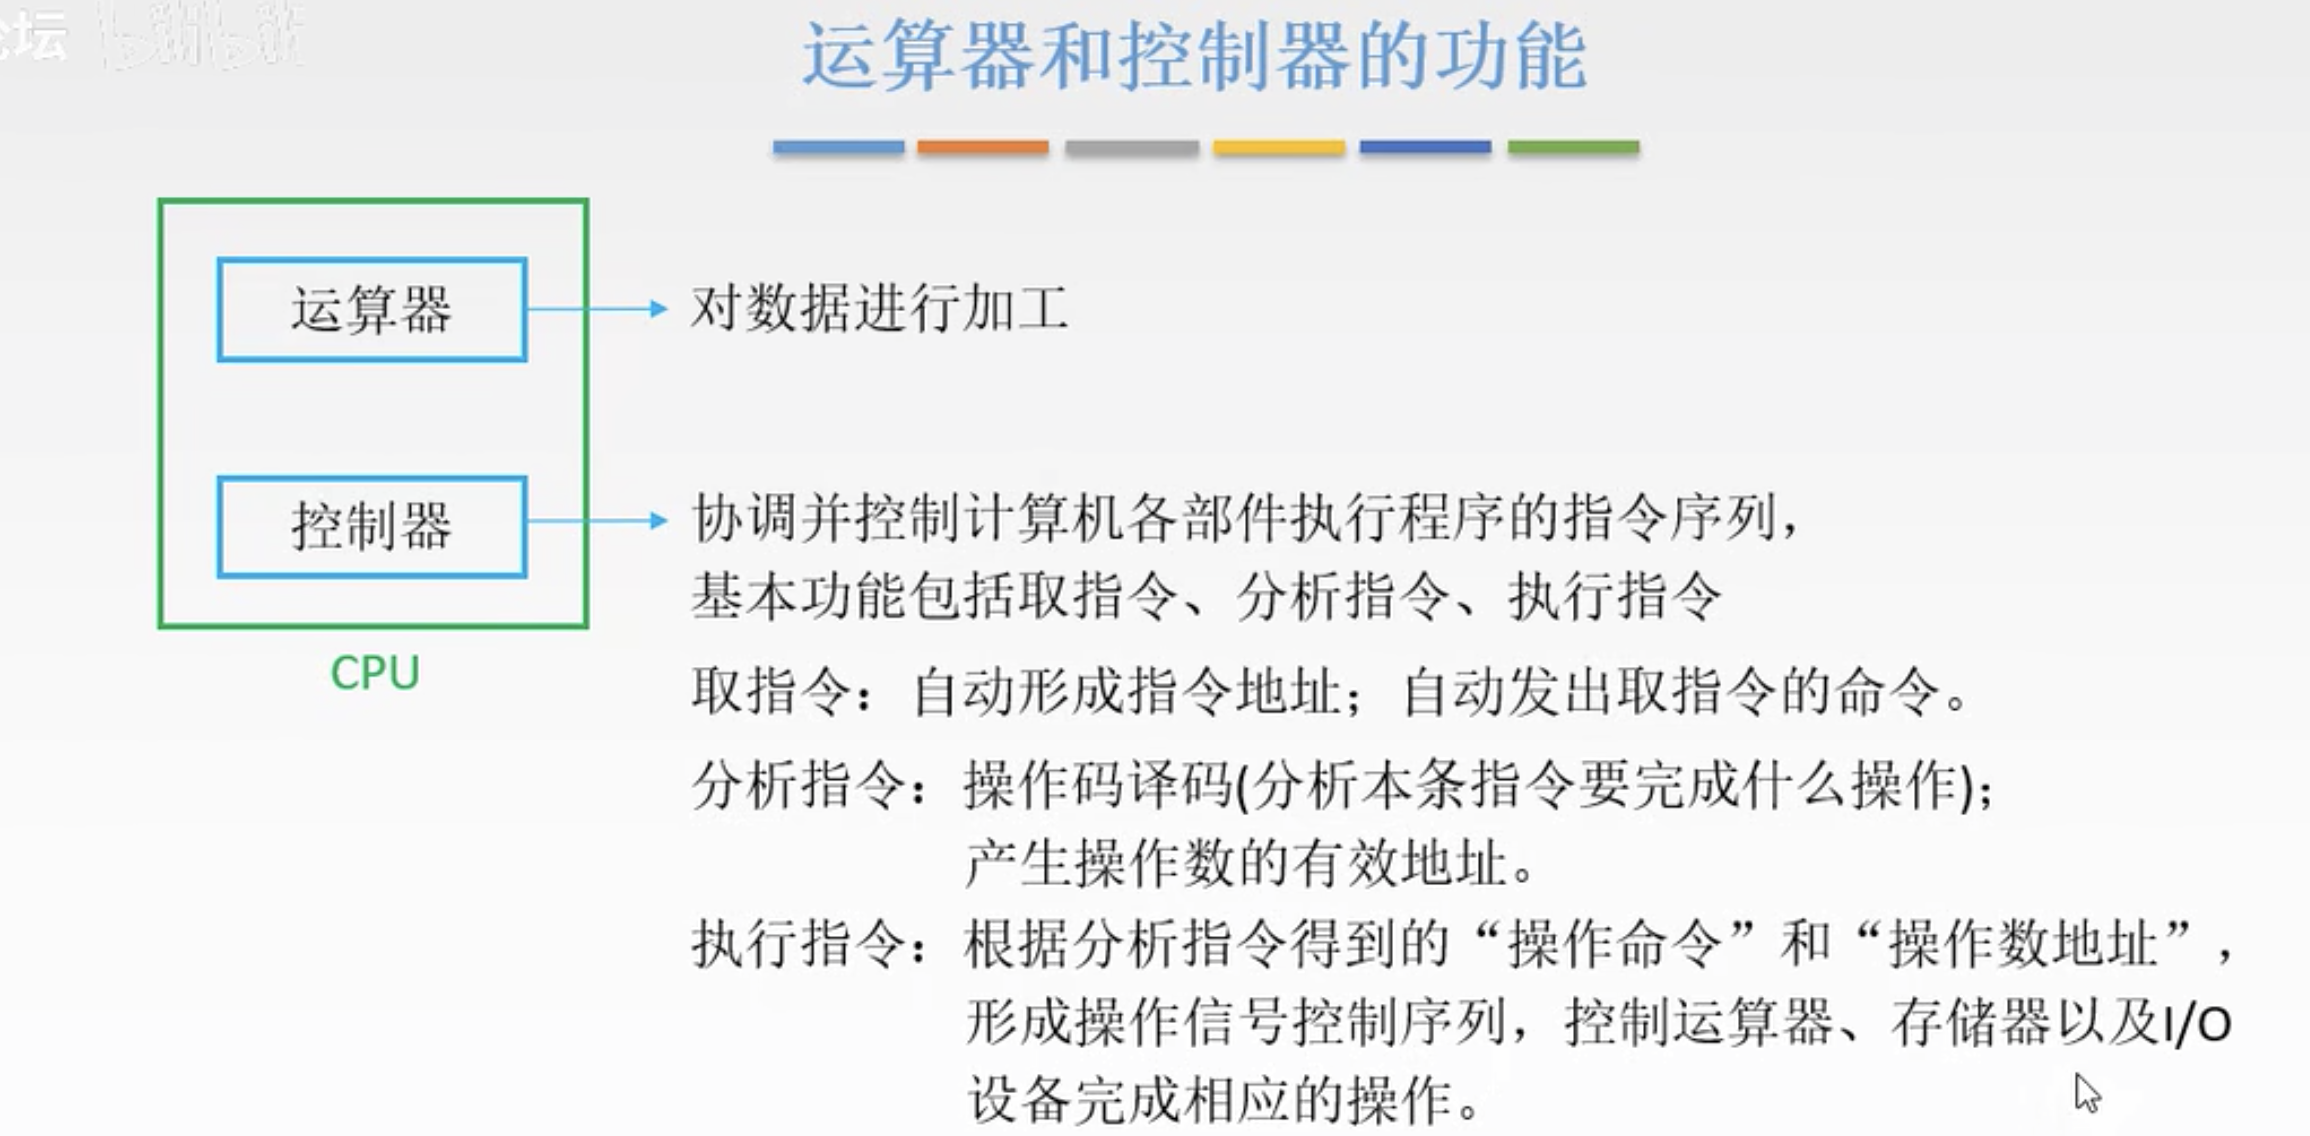 坛 bilibili
运算器和控制器的功能
运算器
对数据进行加工
控制器
协调并控制计算机各部件执行程序的指令序列，
基本功能包括取指令、分析指令、执行指令
CPU
取指令：自动形成指令地址；自动发出取指令的命令。
分析指令：操作码译码(分析本条指令要完成什么操作)；
产生操作数的有效地址。
执行指令：根据分析指令得到的“操作命令”和“操作数地址”，
形成操作信号控制序列，控制运算器、存储器以及I/O
设备完成相应的操作。